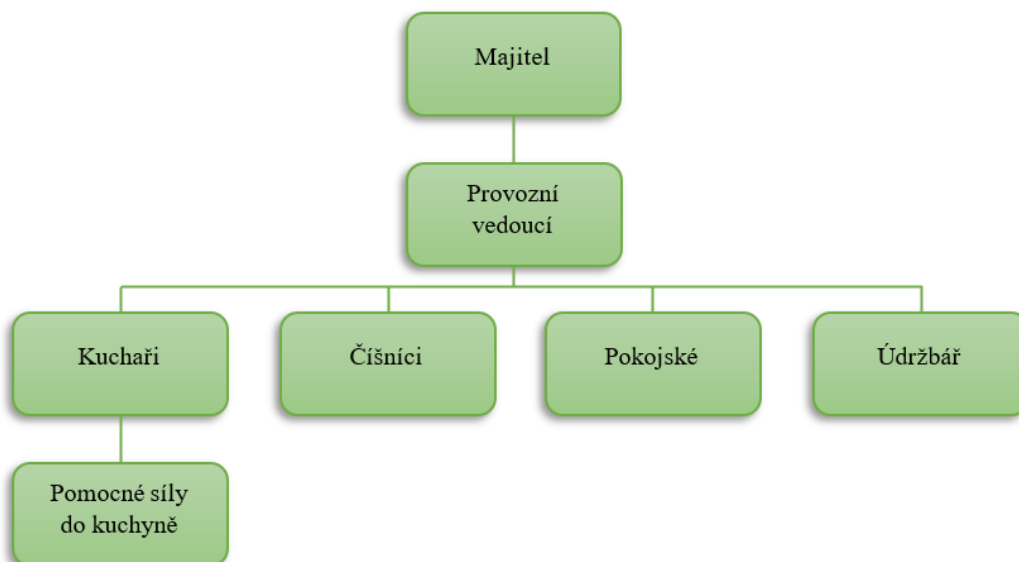 Majitel
Provozní
vedoucí
Kuchaři
Číšníci
Pokojské
Údržbář
Pomocné síly
do kuchyně